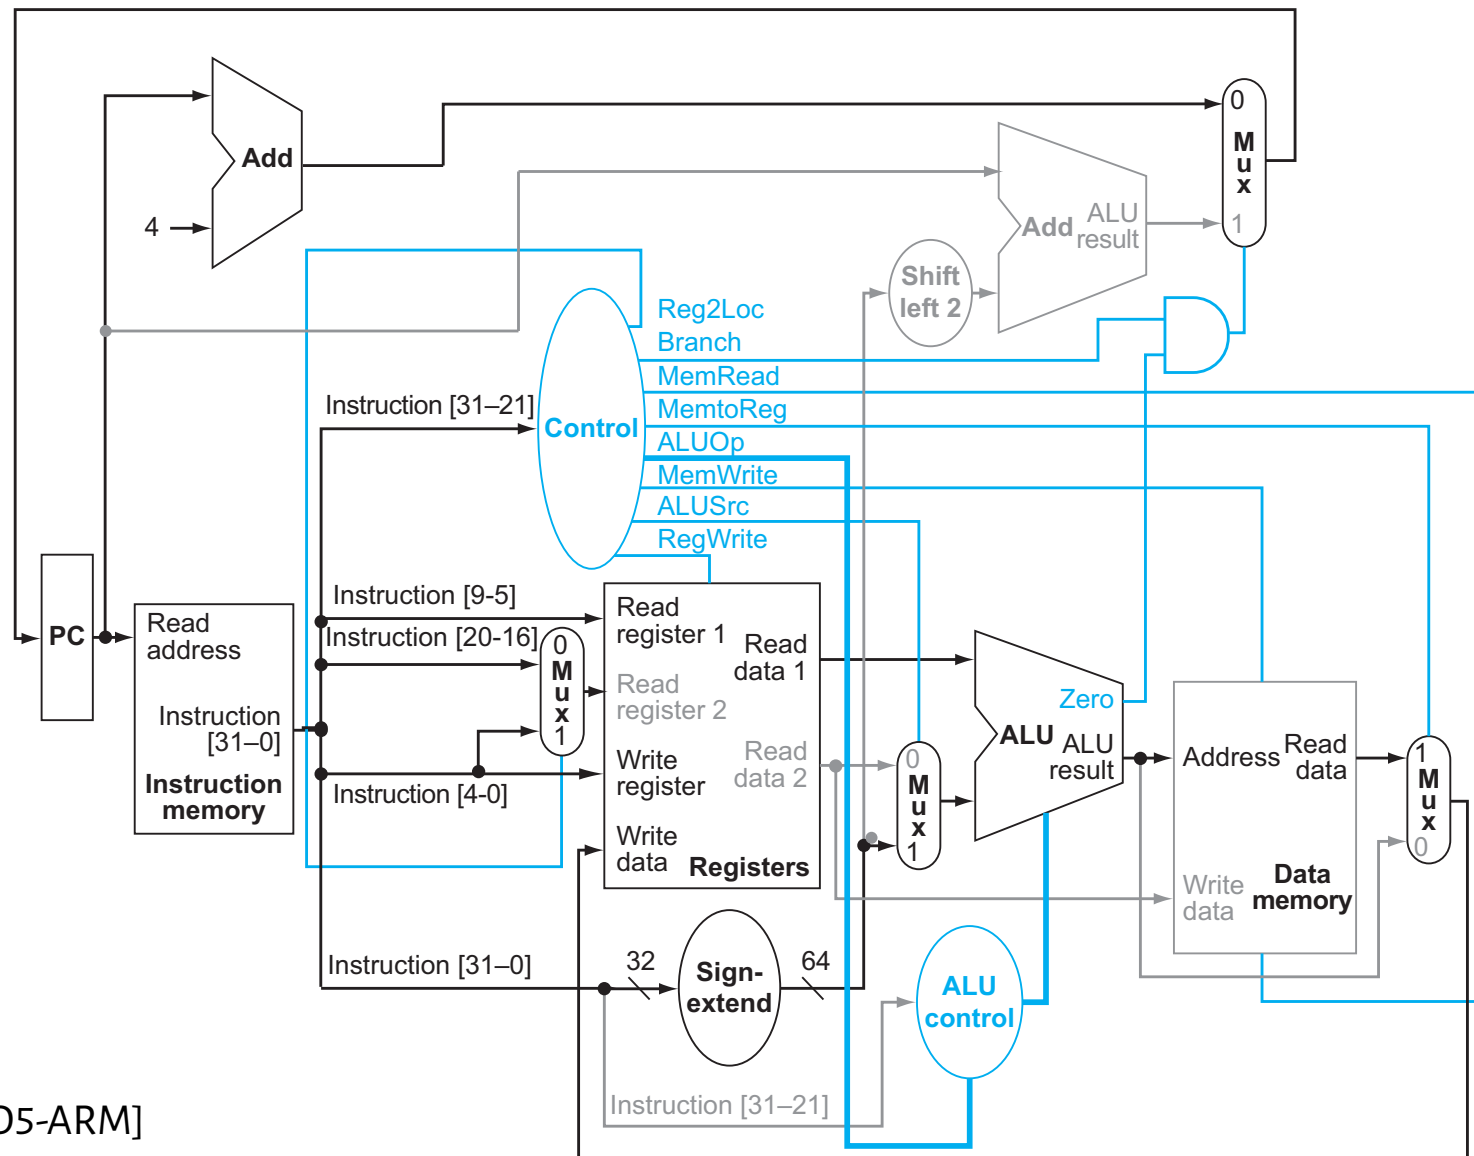 0
Mux
1
Add
4
Add
ALU
result
Shift
left 2
Reg2Loc
Branch
MemRead
MemtoReg
ALUOp
MemWrite
ALUSrc
RegWrite
Control
Instruction [31–21]
PC
Read
address
Instruction
[31–0]
Instruction
memory
Instruction [9-5]
Instruction [20-16]
Instruction [4-0]
0
Mux
1
Read
register 1
Read
register 2
Write
register
Write
data
Read
data 1
Read
data 2
Registers
0
Mux
1
Zero
ALU
ALU
result
Address
Read
data
Write
data
Data
memory
1
Mux
0
Instruction [31–0]
32
Sign-
extend
64
ALU
control
Instruction [31–21]
D5-ARM]